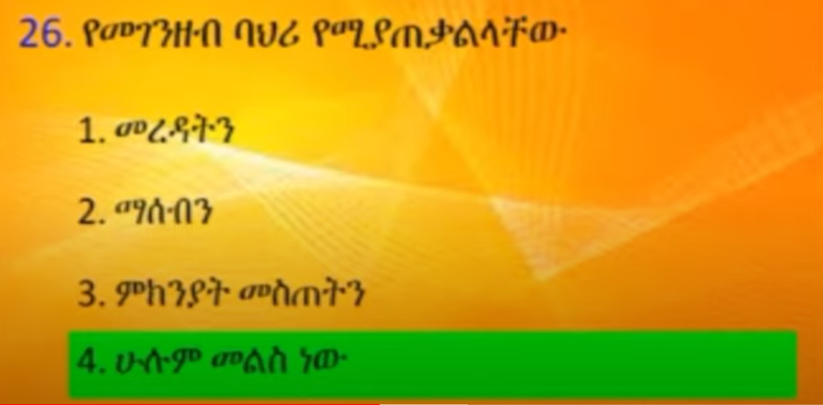 26. የመገንዘብ ባህሪ የሚያጠቃልላቸው
1. መረዳትን
2. ማሰብን
3. ምክንያት መስጠትን
4. ሁሉም መልስ ነው